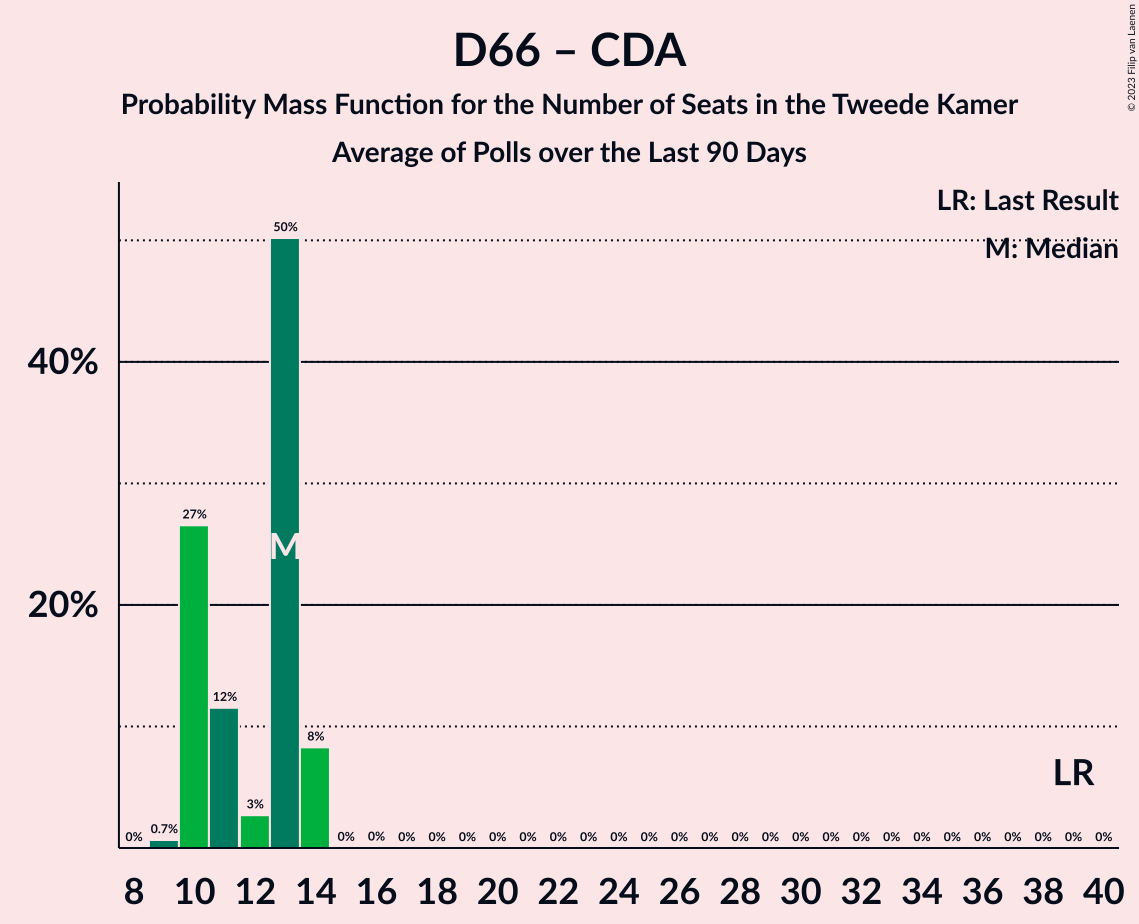 D66 – CDA
Probability Mass Function for the Number of Seats in the Tweede Kamer
Average of Polls over the Last 90 Days
© 2023 Filip van Laenen
LR: Last Result
M: Median
50%
40%
27%
M
20%
12%
8%
LR
3%
0% 0.7% 0% 0% 0% 0% 0% 0% 0% 0% 0% 0% 0% 0% 0% 0% 0% 0% 0% 0% 0% 0% 0% 0% 0% 0% 0% 0%
8 10 12 14 16 18 20 22 24 26 28 30 32 34 36 38 40